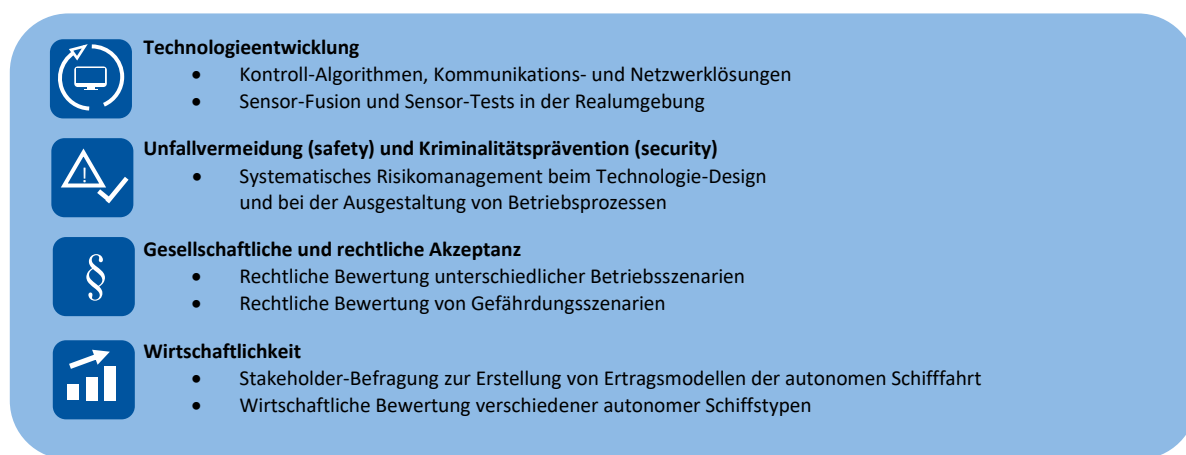 Technologieentwicklung
• Kontroll-Algorithmen, Kommunikations- und Netzwerklösungen
• Sensor-Fusion und Sensor-Tests in der Realumgebung
Unfallvermeidung (safety) und Kriminalitätsprävention (security)
• Systematisches Risikomanagement beim Technologie-Design
und bei der Ausgestaltung von Betriebsprozessen
§
Gesellschaftliche und rechtliche Akzeptanz
• Rechtliche Bewertung unterschiedlicher Betriebsszenarien
• Rechtliche Bewertung von Gefährdungsszenarien
Wirtschaftlichkeit
• Stakeholder-Befragung zur Erstellung von Ertragsmodellen der autonomen Schifffahrt
• Wirtschaftliche Bewertung verschiedener autonomer Schiffstypen